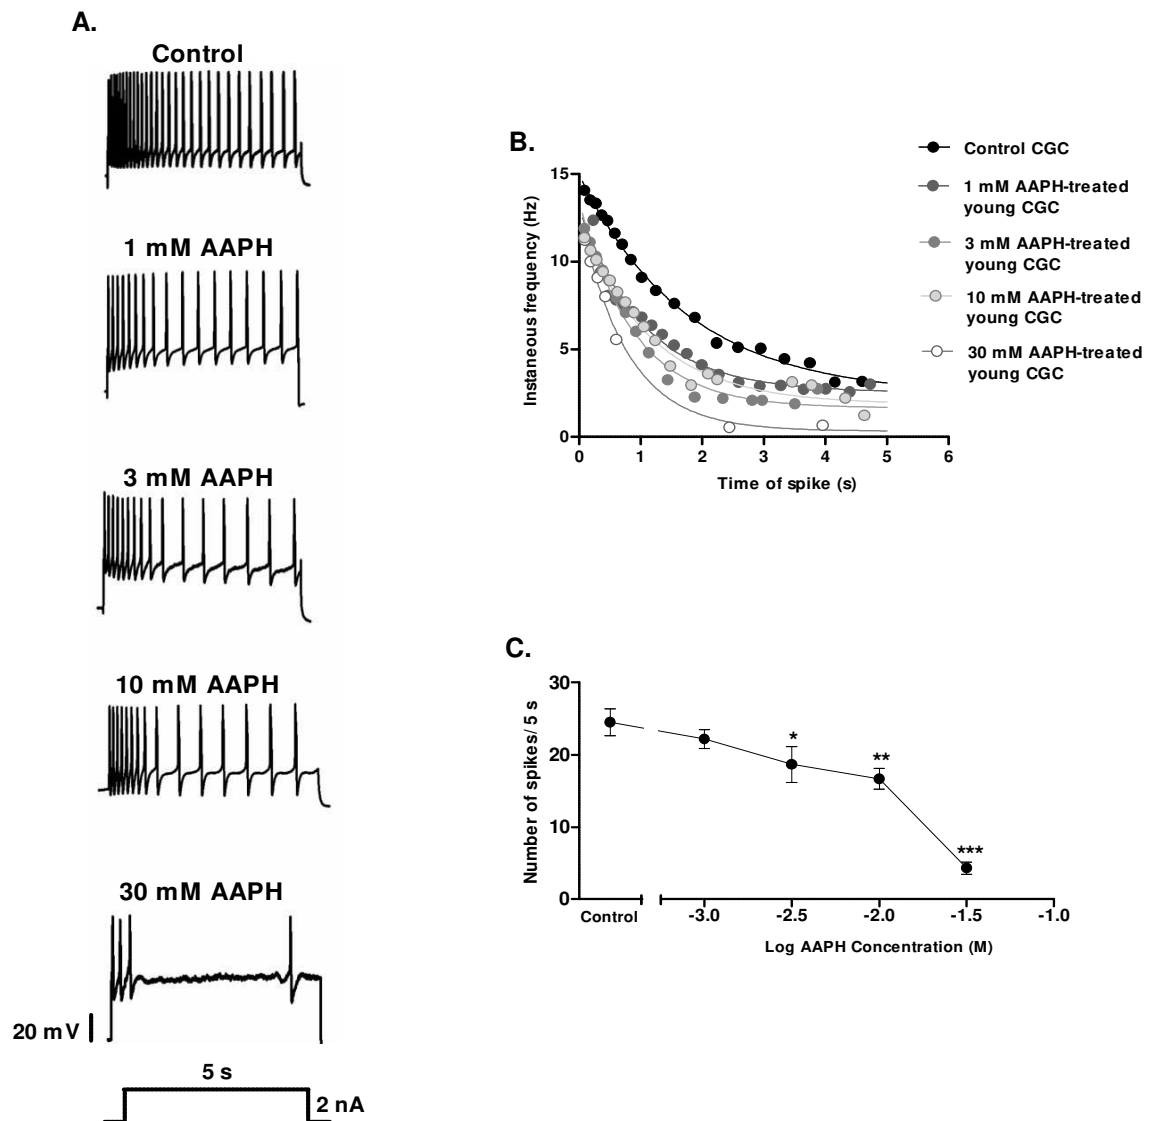 A.
Control
1 mM AAPH
3 mM AAPH
10 mM AAPH
30 mM AAPH
20 mV
5 s
2 nA
B.
Instaneous frequency (Hz)
15
10
5
0
0 1 2 3 4 5 6
Time of spike (s)
Control CGC
1 mM AAPH-treated
young CGC
3 mM AAPH-treated
young CGC
10 mM AAPH-treated
young CGC
30 mM AAPH-treated
young CGC
C.
Number of spikes/ 5 s
30
20
10
0
*
**
***
Control -3.0 -2.5 -2.0 -1.5 -1.0
Log AAPH Concentration (M)